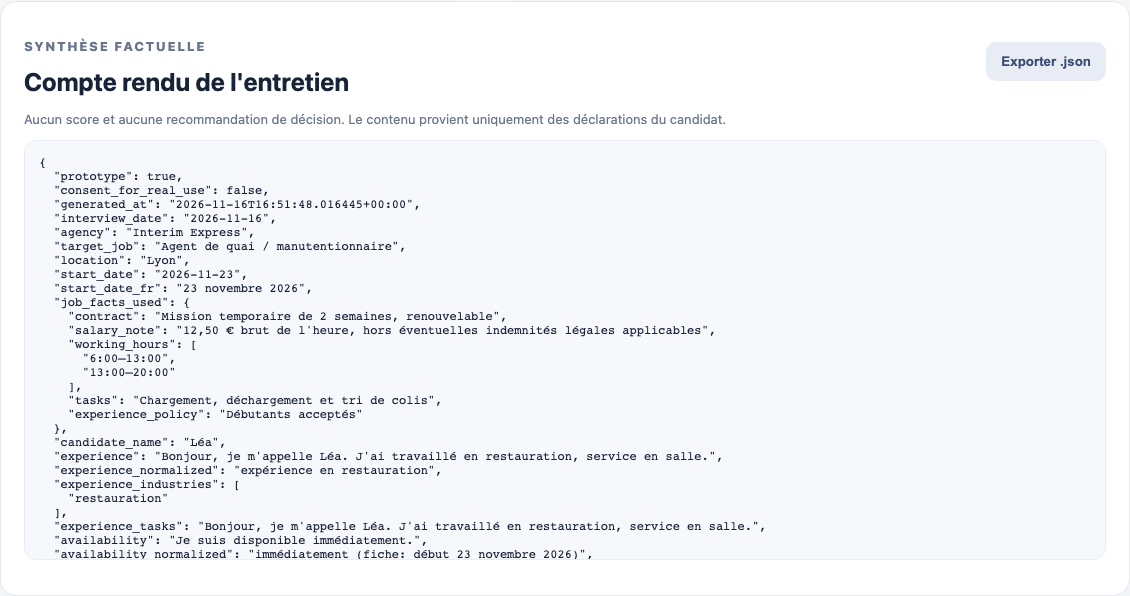 SYNTHÈSE FACTUELLE
Compte rendu de l'entretien
Exporter .json
Aucun score et aucune recommandation de décision. Le contenu provient uniquement des déclarations du candidat.
{
  "prototype": true,
  "consent_for_real_use": false,
  "generated_at": "2026-11-16T16:51:48.016445+00:00",
  "interview_date": "2026-11-16",
  "agency": "Interim Express",
  "target_job": "Agent de quai / manutentionnaire",
  "location": "Lyon",
  "start_date": "2026-11-23",
  "start_date_fr": "23 novembre 2026",
  "job_facts_used": {
    "contract": "Mission temporaire de 2 semaines, renouvelable",
    "salary_note": "12,50 € brut de l'heure, hors éventuelles indemnités légales applicables",
    "working_hours": [
      "6:00–13:00",
      "13:00–20:00"
    ],
    "tasks": "Chargement, déchargement et tri de colis",
    "experience_policy": "Débutants acceptés"
  },
  "candidate_name": "Léa",
  "experience": "Bonjour, je m'appelle Léa. J'ai travaillé en restauration, service en salle.",
  "experience_normalized": "expérience en restauration",
  "experience_industries": [
    "restauration"
  ],
  "experience_tasks": "Bonjour, je m'appelle Léa. J'ai travaillé en restauration, service en salle.",
  "availability": "Je suis disponible immédiatement.",
  "availability_normalized": "immédiatement (fiche: début 23 novembre 2026)",